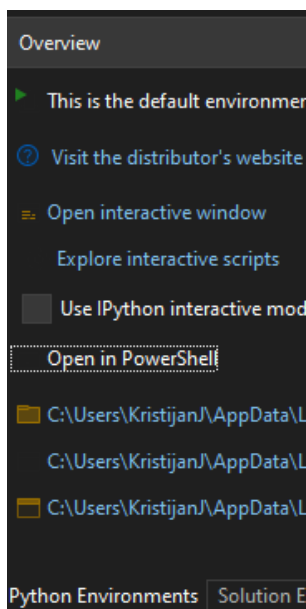 Overview
This is the default environmen
Visit the distributor's website
Open interactive window
Explore interactive scripts
Use IPython interactive mod
Open in PowerShell
C:\Users\KristijanJ\AppData\L
C:\Users\KristijanJ\AppData\L
C:\Users\KristijanJ\AppData\L
Python Environments Solution E